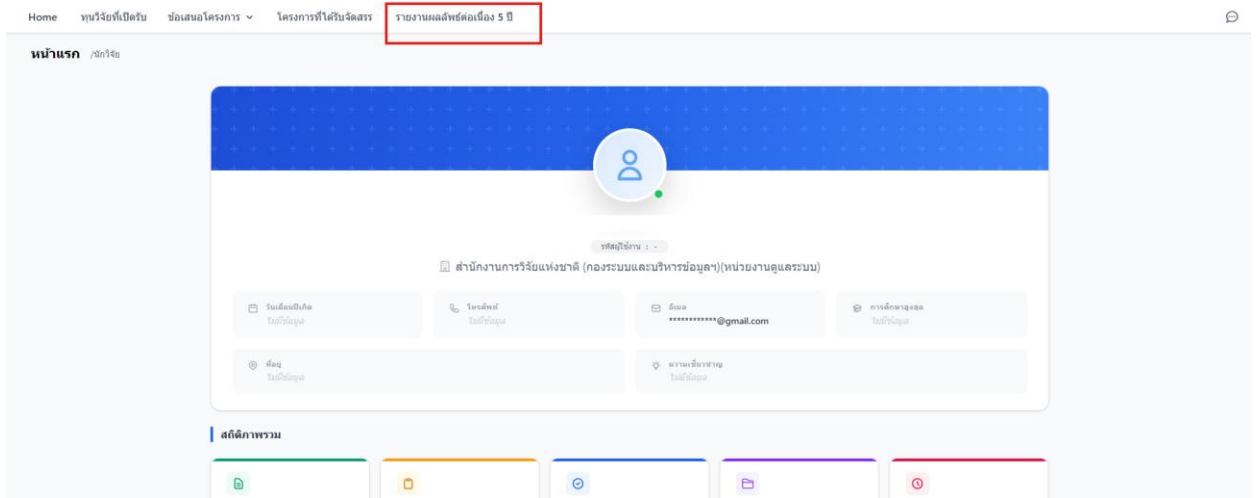 Home ทุนวิจัยที่เปิดรับ ข้อเสนอโครงการ โครงการที่ได้รับจัดสรร รายงานผลลัพธ์ต่อเนื่อง 5 ปี
หน้าแรก /นักวิจัย
รหัสผู้ใช้งาน : -
สำนักงานการวิจัยแห่งชาติ (กองระบบและบริหารข้อมูลฯ)(หน่วยงานดูแลระบบ)
วันเดือนปีเกิด โทรศัพท์ อีเมล การศึกษาสูงสุด
ไม่มีข้อมูล ไม่มีข้อมูล ************@gmail.com ไม่มีข้อมูล
ที่อยู่ ความเชี่ยวชาญ
ไม่มีข้อมูล ไม่มีข้อมูล
สถิติภาพรวม